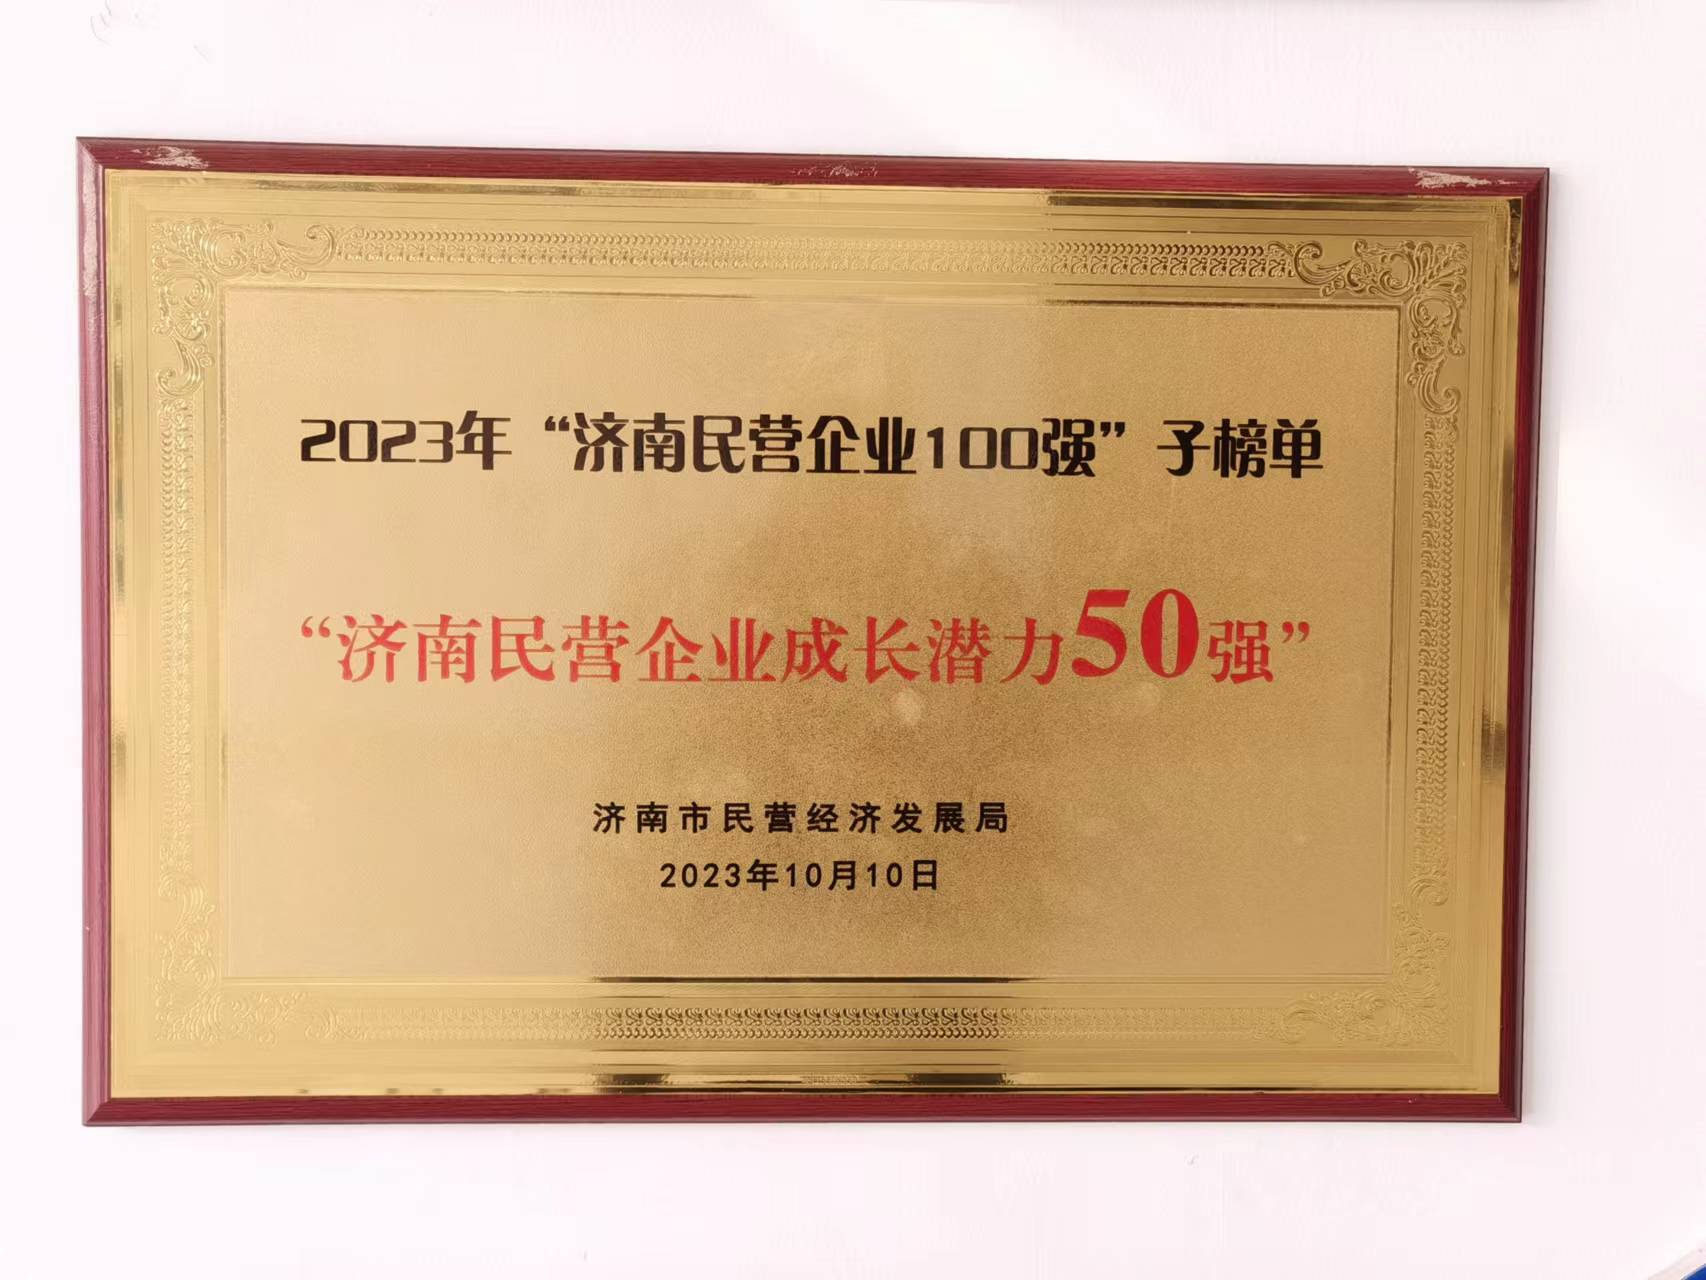 2023年“济南民营企业100强”子榜单
“济南民营企业成长潜力50强”
济南市民营经济发展局
2023年10月10日